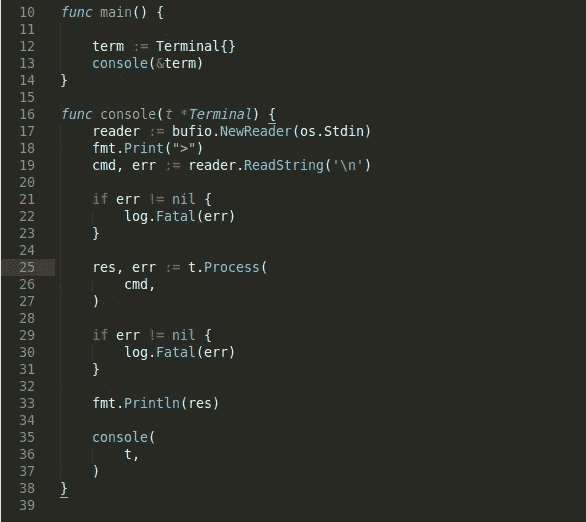 10 func main() {
11
12     term := Terminal{}
13     console(&term)
14 }
15
16 func console(t *Terminal) {
17     reader := bufio.NewReader(os.Stdin)
18     fmt.Print(">")
19     cmd, err := reader.ReadString('\n')
20
21     if err != nil {
22         log.Fatal(err)
23     }
24
25     res, err := t.Process(
26         cmd,
27     )
28
29     if err != nil {
30         log.Fatal(err)
31     }
32
33     fmt.Println(res)
34
35     console(
36         t,
37     )
38 }
39